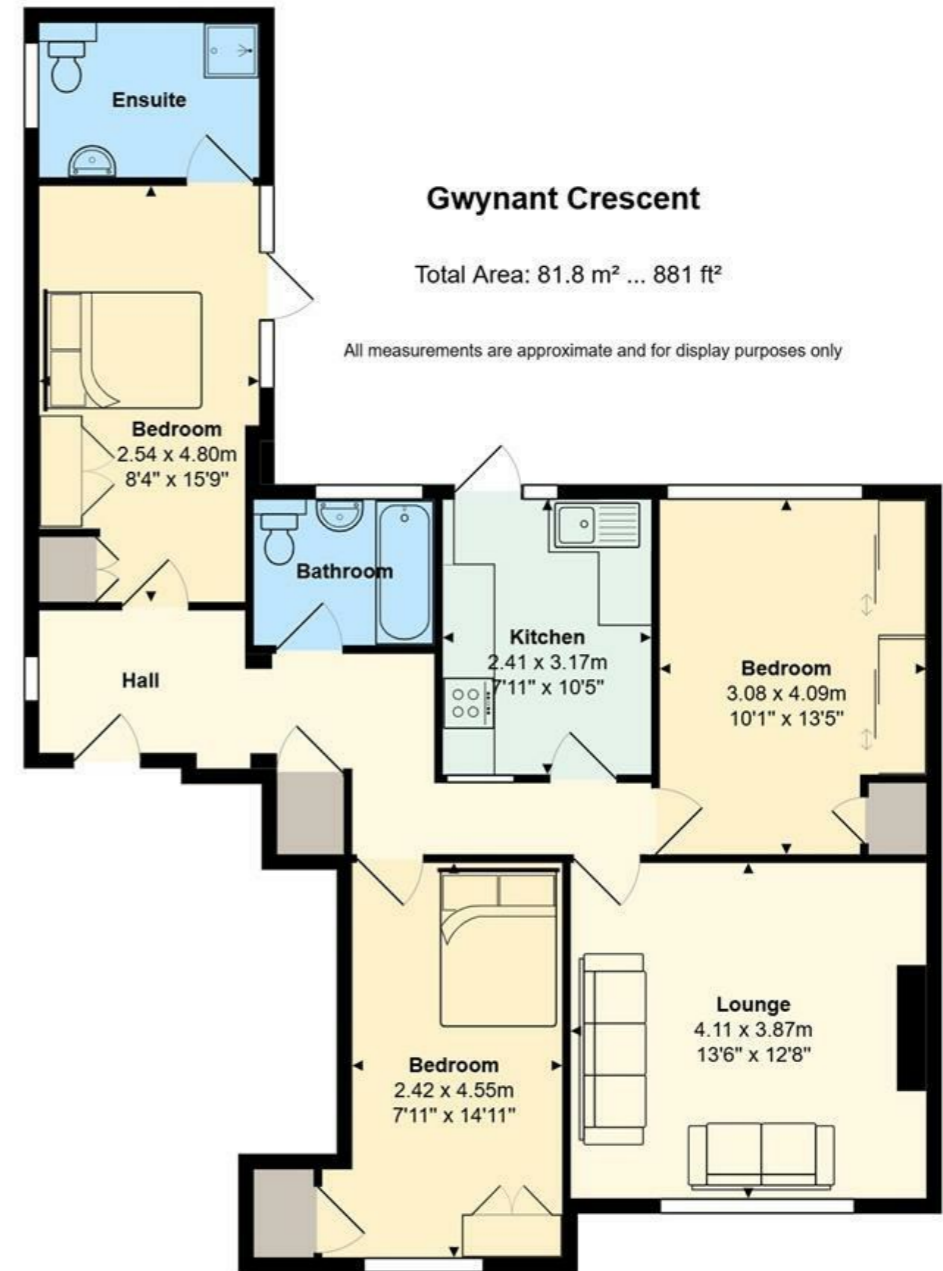 Ensuite
Gwynant Crescent
Total Area: 81.8 m² ... 881 ft²
All measurements are approximate and for display purposes only
Bedroom
2.54 x 4.80m
8'4" x 15'9"
Bathroom
Kitchen
2.41 x 3.17m
7'11" x 10'5"
Bedroom
3.08 x 4.09m
10'1" x 13'5"
Hall
Lounge
4.11 x 3.87m
13'6" x 12'8"
Bedroom
2.42 x 4.55m
7'11" x 14'11"